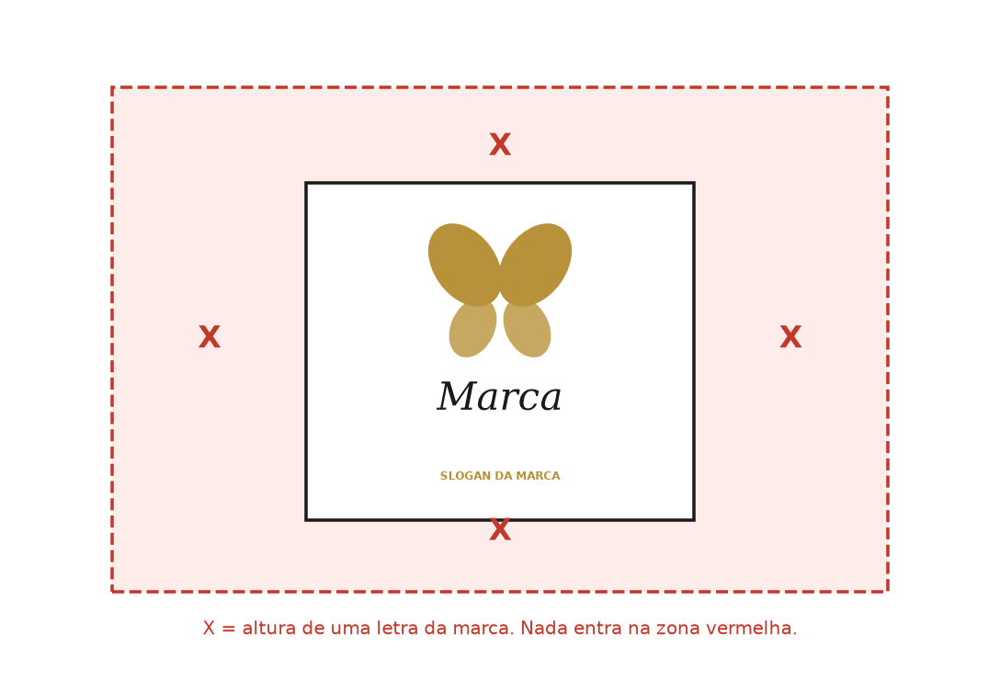 X
X
X
Marca
SLOGAN DA MARCA
X
X = altura de uma letra da marca. Nada entra na zona vermelha.